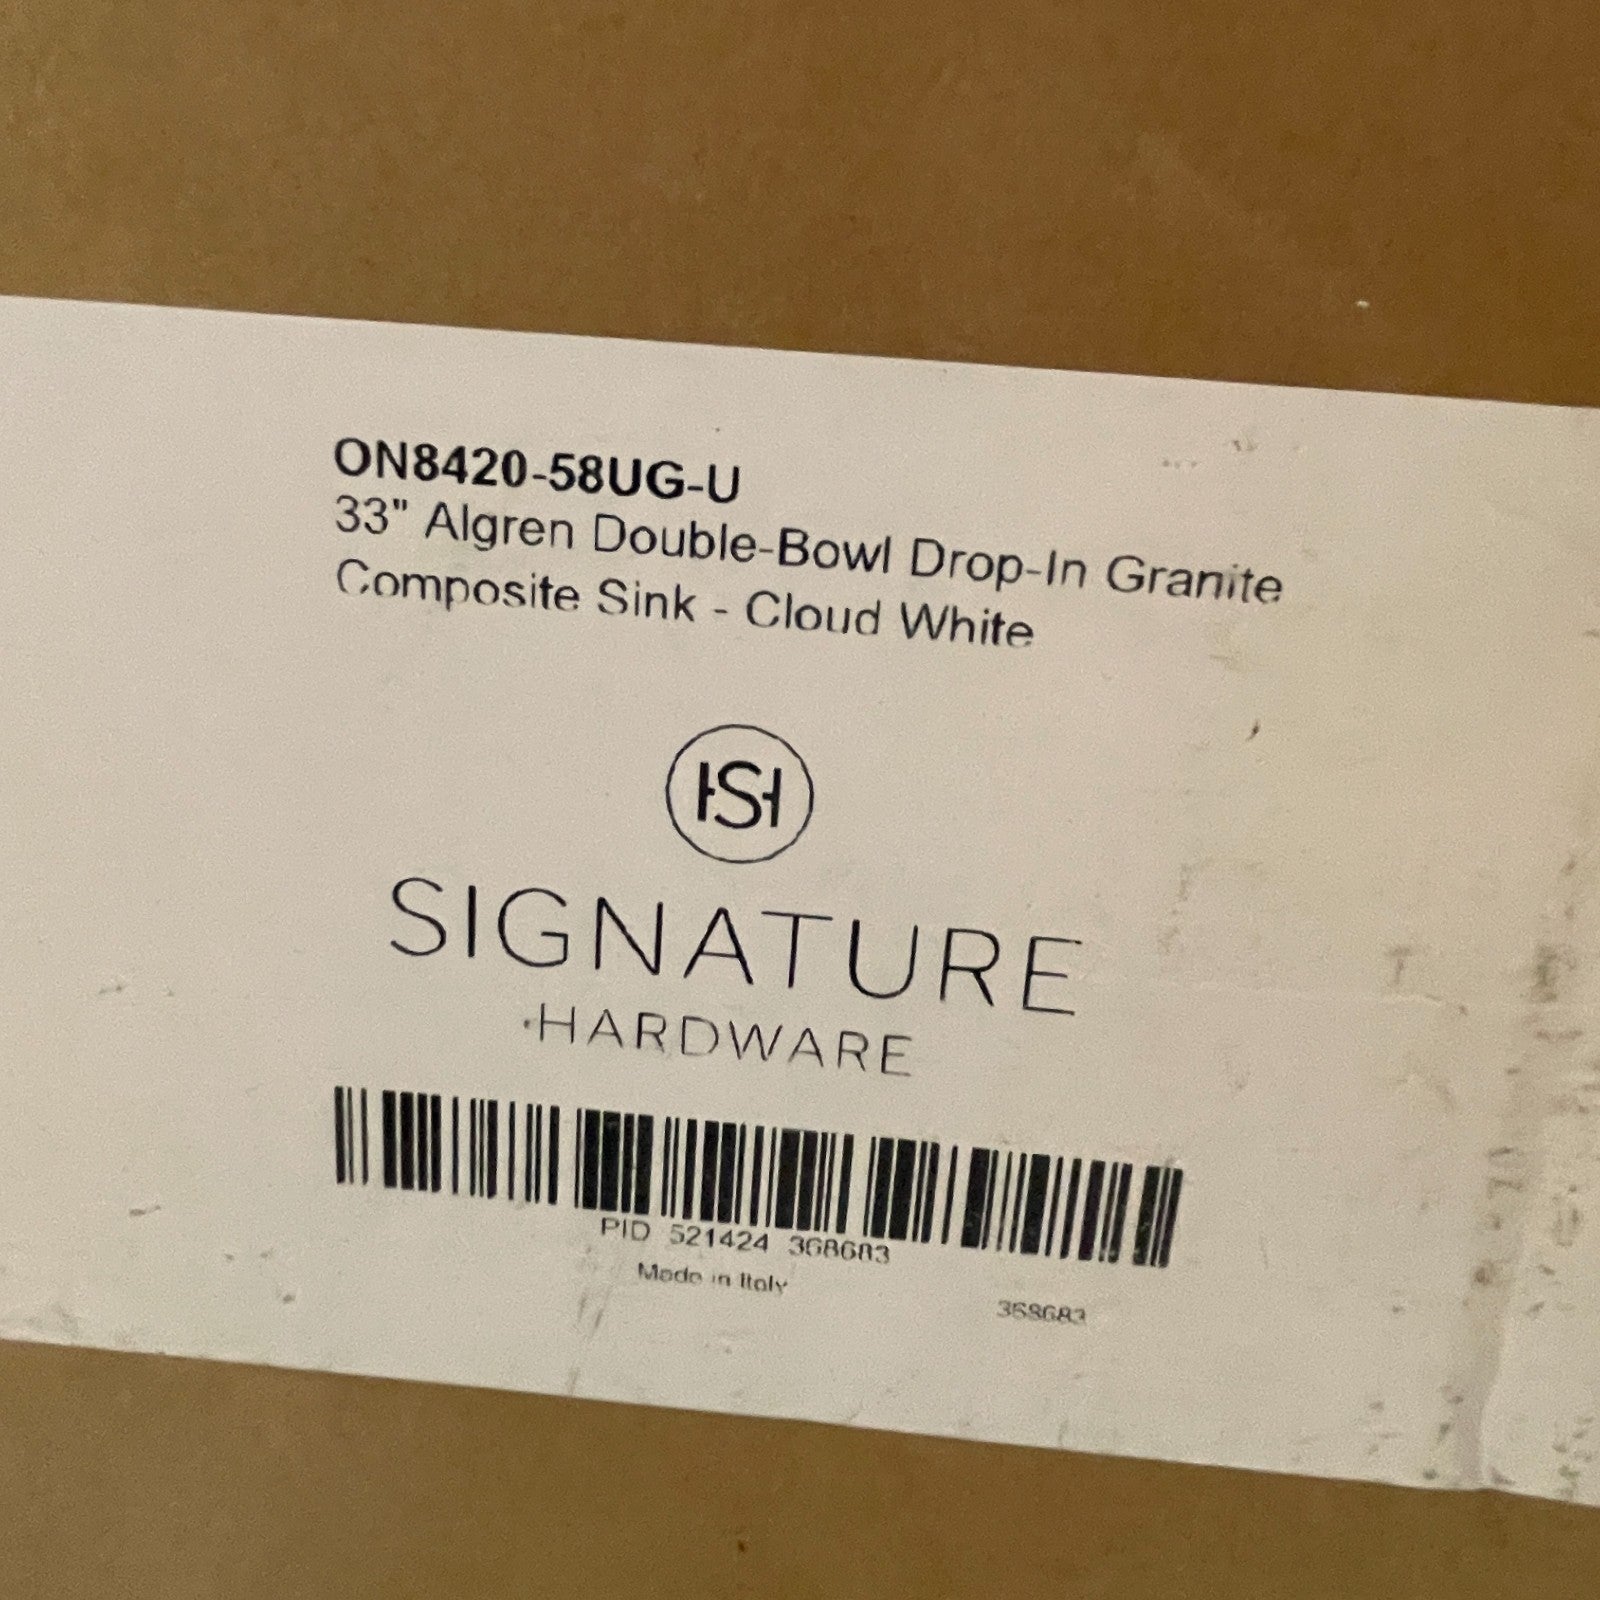 ON8420-58UG-U
33" Algren Double-Bowl Drop-In Granite
Composite Sink - Cloud White
HSH
SIGNATURE
HARDWARE
PID 521424 368683
Made in Italy
368683